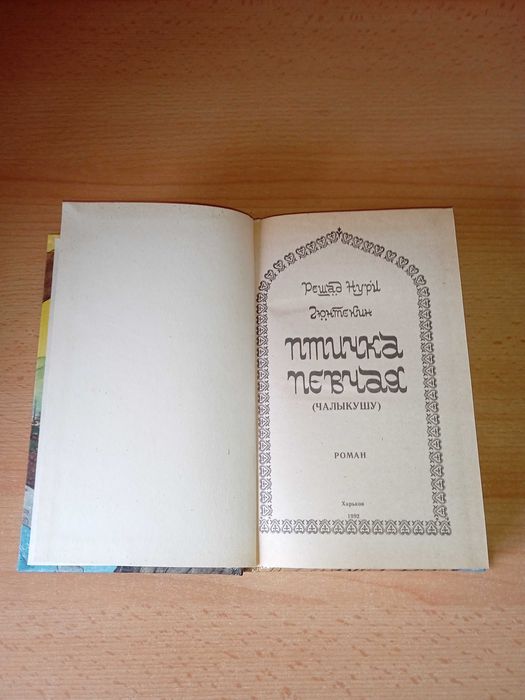 Решад Нури
Гюнтекин
ПТИЧКА
ПЕВЧАЯ
(ЧАЛЫКУШУ)
РОМАН
Харьков
1992